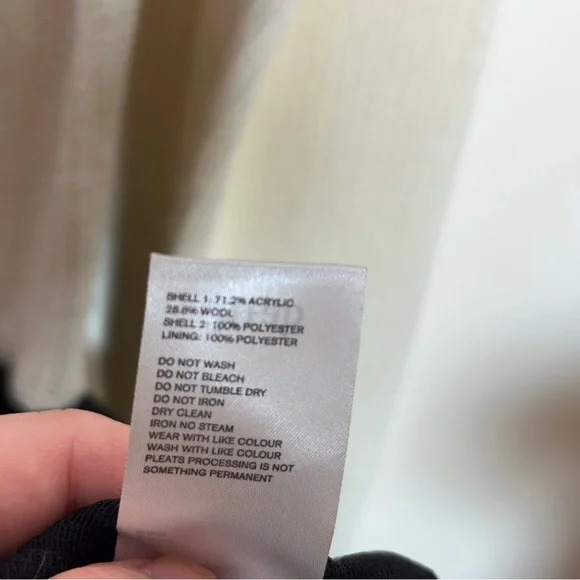 SHELL 1: 71.2% ACRYLIC
28.8% WOOL
SHELL 2: 100% POLYESTER
LINING: 100% POLYESTER
DO NOT WASH
DO NOT BLEACH
DO NOT TUMBLE DRY
DO NOT IRON
DRY CLEAN
IRON NO STEAM
WEAR WITH LIKE COLOUR
WASH WITH LIKE COLOUR
PLEATS PROCESSING IS NOT
SOMETHING PERMANENT